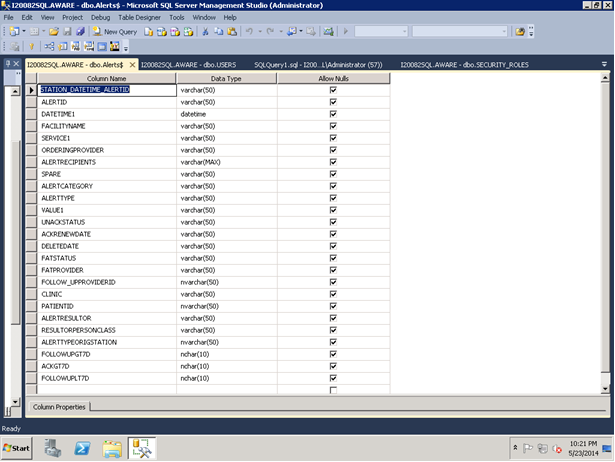 I20082SQL.AWARE - dbo.Alerts$ - Microsoft SQL Server Management Studio (Administrator)
File Edit View Project Debug Table Designer Tools Window Help
New Query
I20082SQL.AWARE - dbo.Alerts$ I20082SQL.AWARE - dbo.USERS SQLQuery1.sql - I200...L\Administrator (57)) I20082SQL.AWARE - dbo.SECURITY_ROLES
Column Name Data Type Allow Nulls
STATION_DATETIME_ALERTID varchar(50)
ALERTID varchar(50)
DATETIME1 datetime
FACILITYNAME varchar(50)
SERVICE1 varchar(50)
ORDERINGPROVIDER varchar(50)
ALERTRECIPIENTS varchar(MAX)
SPARE varchar(50)
ALERTCATEGORY varchar(50)
ALERTTYPE varchar(50)
VALUE1 varchar(50)
UNACKSTATUS varchar(50)
ACKRENEWDATE varchar(50)
DELETEDATE varchar(50)
FATSTATUS varchar(50)
FATPROVIDER varchar(50)
FOLLOW_UPPROVIDERID nvarchar(50)
CLINIC varchar(50)
PATIENTID nvarchar(50)
ALERTRESULTOR varchar(50)
RESULTORPERSONCLASS varchar(50)
ALERTTYPEORIGSTATION nvarchar(50)
FOLLOWUPGT7D nchar(10)
ACKGT7D nchar(10)
FOLLOWUPLT7D nchar(10)
Column Properties
Ready
Start
10:21 PM
5/23/2014